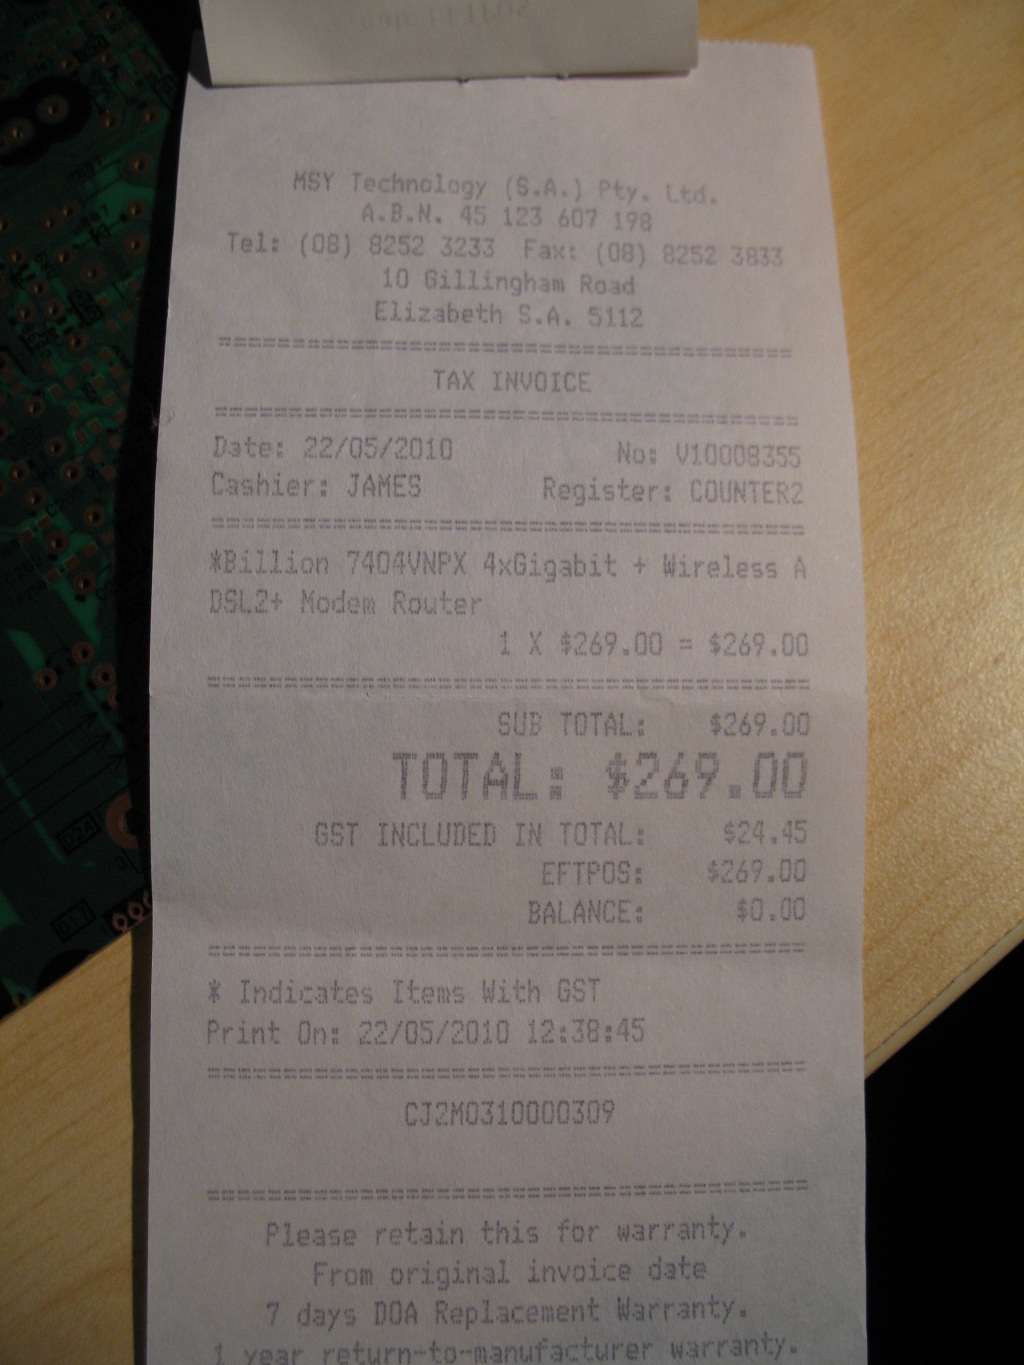 MSY Technology (S.A.) Pty. Ltd.
A.B.N. 45 123 607 198
Tel: (08) 8252 3233 Fax: (08) 8252 3833
10 Gillingham Road
Elizabeth S.A. 5112
======================================
TAX INVOICE
======================================
Date: 22/05/2010 No: V10008355
Cashier: JAMES Register: COUNTER2
======================================
*Billion 7404VNPX 4xGigabit + Wireless A
DSL2+ Modem Router
1 X $269.00 = $269.00
======================================
SUB TOTAL: $269.00
TOTAL: $269.00
GST INCLUDED IN TOTAL: $24.45
EFTPOS: $269.00
BALANCE: $0.00
======================================
* Indicates Items With GST
Print On: 22/05/2010 12:38:45
======================================
CJ2M0310000309
======================================
Please retain this for warranty.
From original invoice date
7 days DOA Replacement Warranty.
1 year return-to-manufacturer warranty.